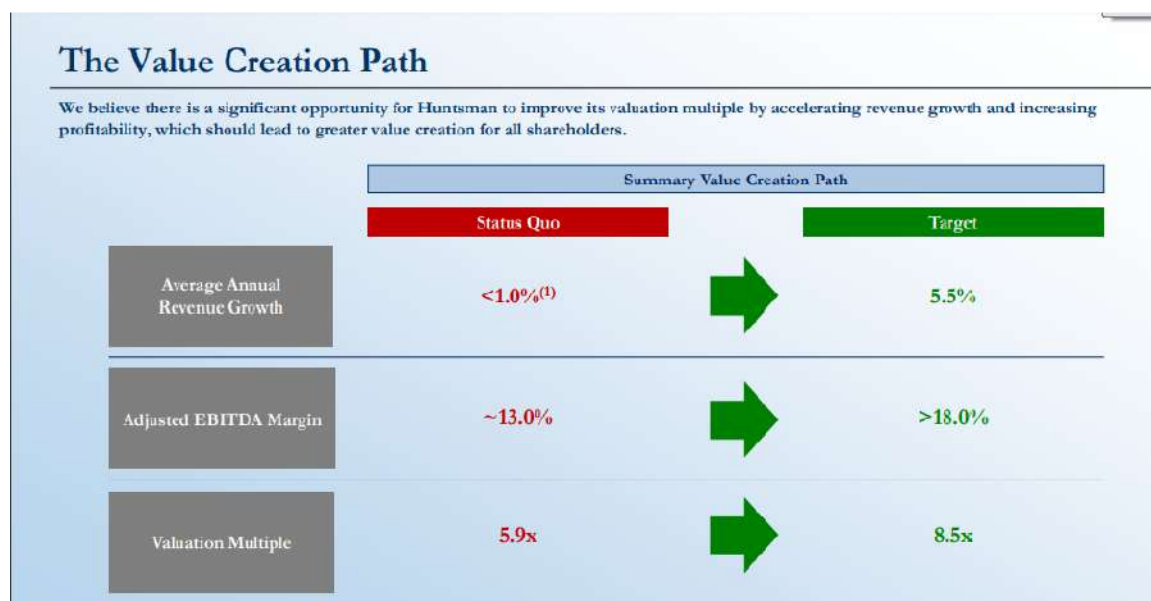 The Value Creation Path
We believe there is a significant opportunity for Huntsman to improve its valuation multiple by accelerating revenue growth and increasing
profitability, which should lead to greater value creation for all shareholders.
Summary Value Creation Path
Status Quo
Target
Average Annual
Revenue Growth
<1.0%(1)
5.5%
Adjusted EBITDA Margin
~13.0%
>18.0%
Valuation Multiple
5.9x
8.5x